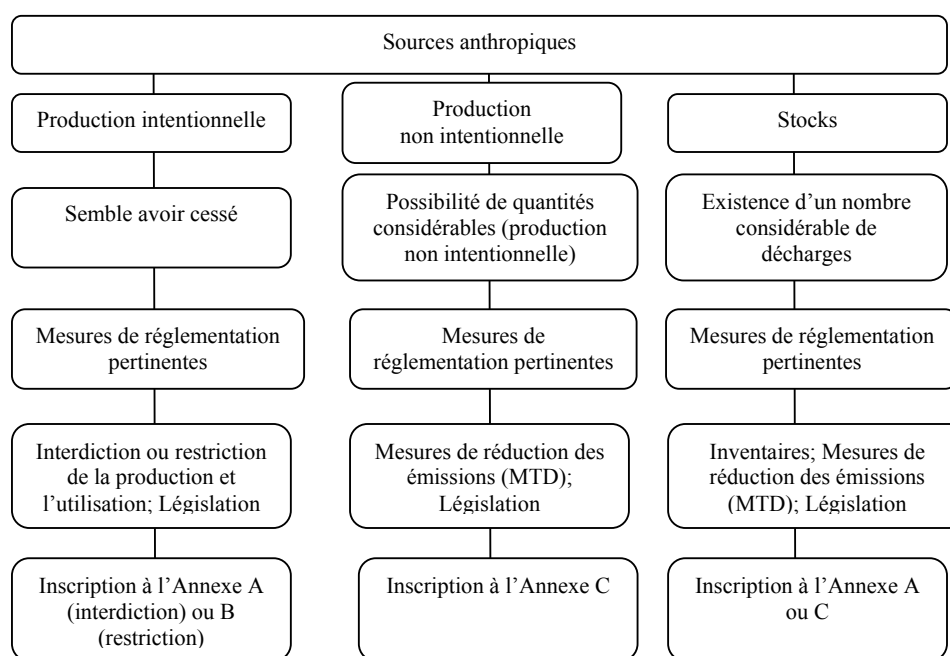 Sources anthropiques
Production intentionnelle
Production
non intentionnelle
Stocks
Semble avoir cessé
Possibilité de quantités
considérables (production
non intentionnelle)
Existence d’un nombre
considérable de
décharges
Mesures de réglementation
pertinentes
Mesures de
réglementation pertinentes
Mesures de réglementation
pertinentes
Interdiction ou restriction
de la production et
l’utilisation; Législation
Mesures de réduction des
émissions (MTD);
Législation
Inventaires; Mesures de
réduction des émissions
(MTD); Législation
Inscription à l’Annexe A
(interdiction) ou B
(restriction)
Inscription à l’Annexe C
Inscription à l’Annexe A
ou C